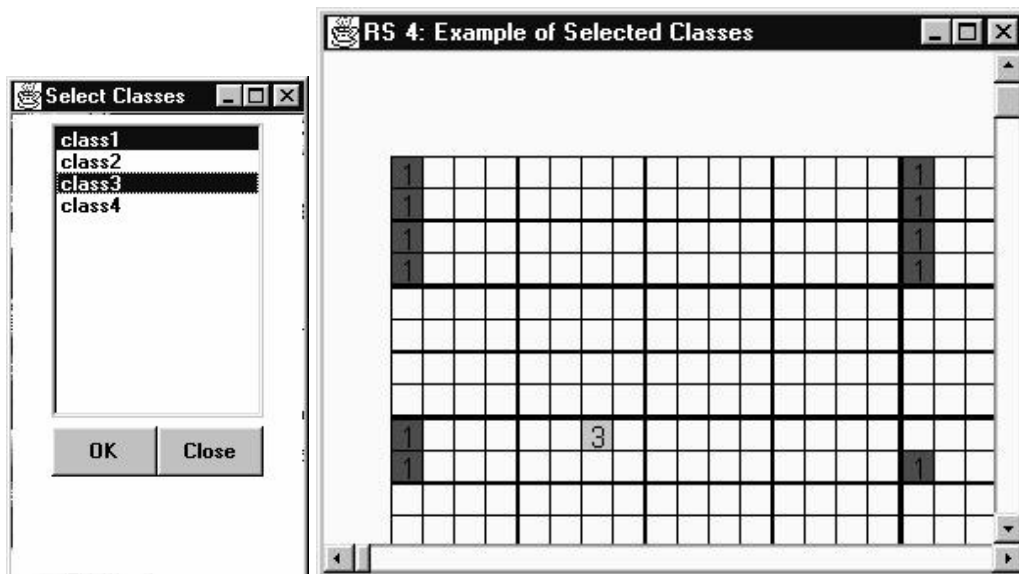 Select Classes
class1
class2
class3
class4
OK Close
RS 4: Example of Selected Classes
1 1
1 1
1 1
1 1
1 3
1 1